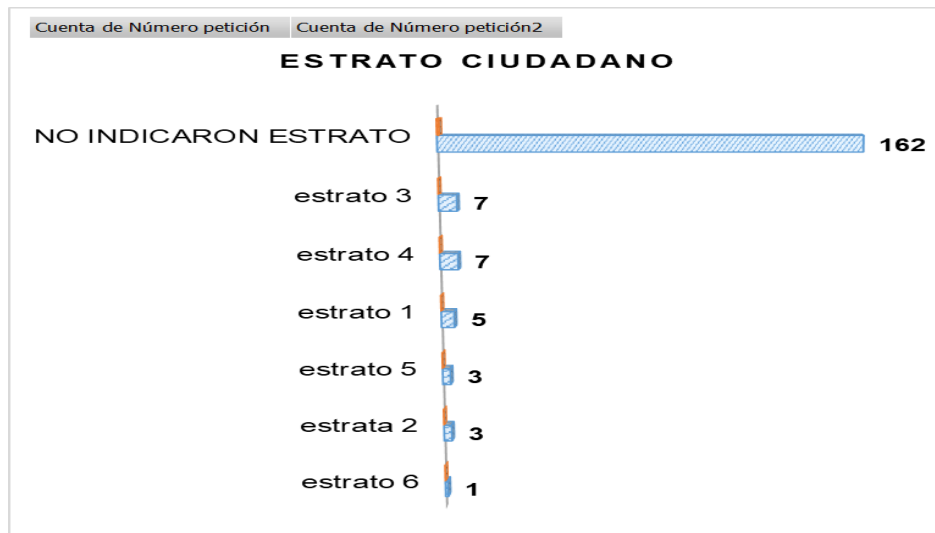 Cuenta de Número petición Cuenta de Número petición2
ESTRATO CIUDADANO
NO INDICARON ESTRATO 162
estrato 3 7
estrato 4 7
estrato 1 5
estrato 5 3
estrata 2 3
estrato 6 1